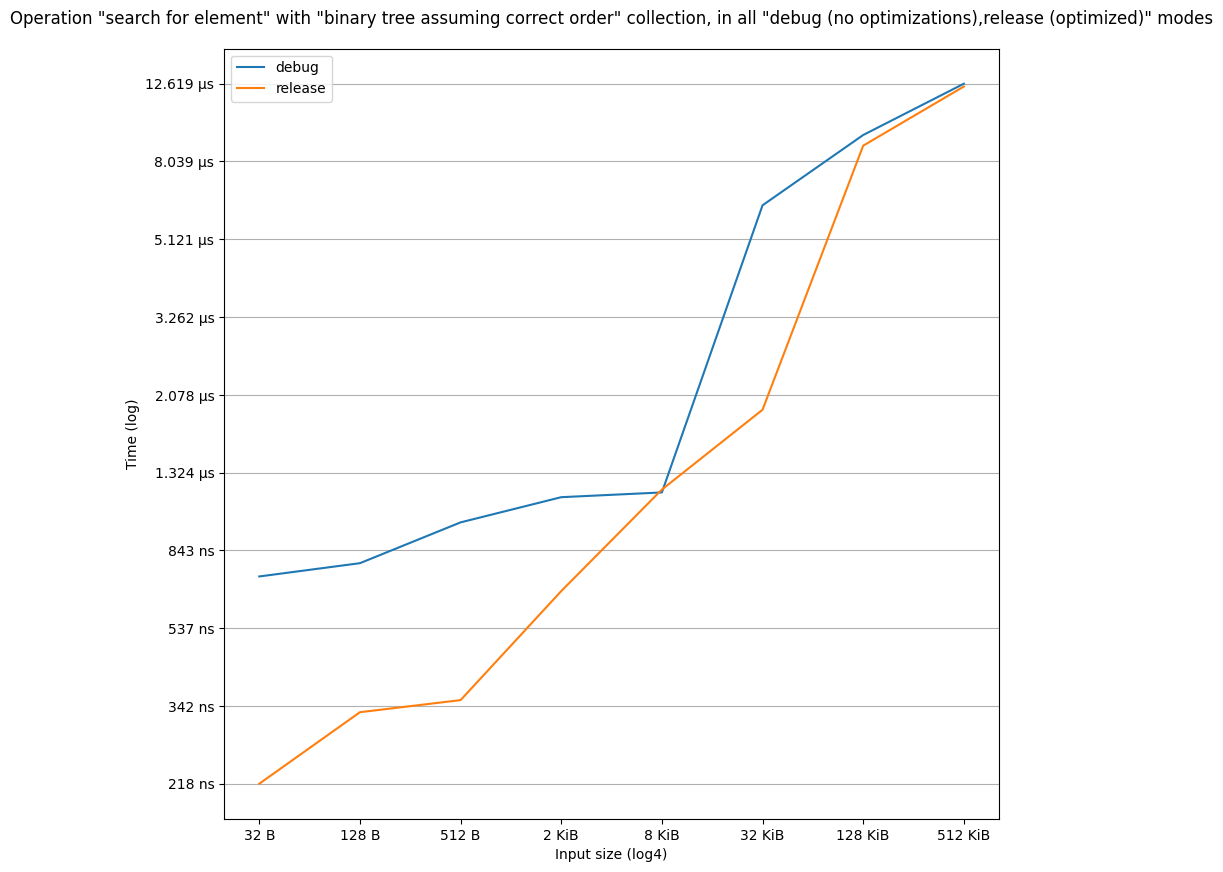 Operation "search for element" with "binary tree assuming correct order" collection, in all "debug (no optimizations),release (optimized)" modes
debug
release
12.619 µs
8.039 µs
5.121 µs
3.262 µs
2.078 µs
1.324 µs
843 ns
537 ns
342 ns
218 ns
Time (log)
32 B
128 B
512 B
2 KiB
8 KiB
32 KiB
128 KiB
512 KiB
Input size (log4)